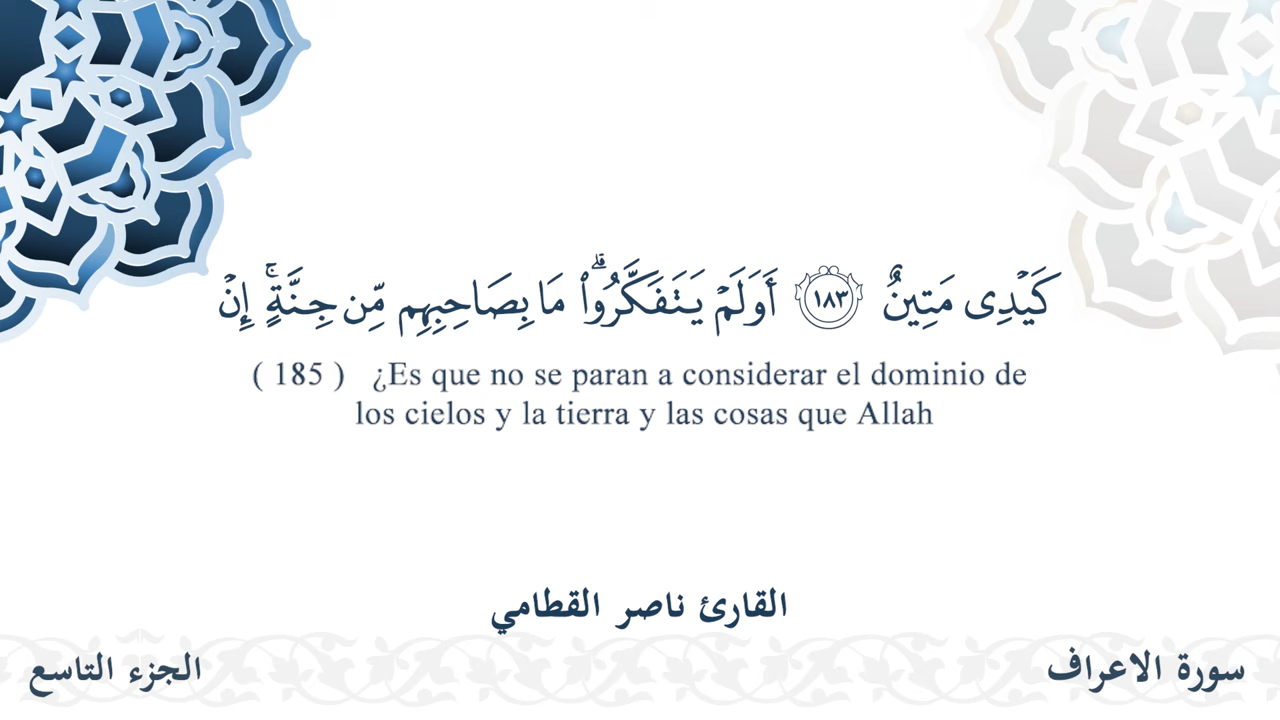 كَيْدِى مَتِينٌ ١٨٣ أَوَلَمْ يَتَفَكَّرُوا۟ ۗ مَا بِصَاحِبِهِم مِّن جِنَّةٍ ۚ إِنْ
( 185 ) ¿Es que no se paran a considerar el dominio de
los cielos y la tierra y las cosas que Allah
القارئ ناصر القطامي
سورة الاعراف
الجزء التاسع